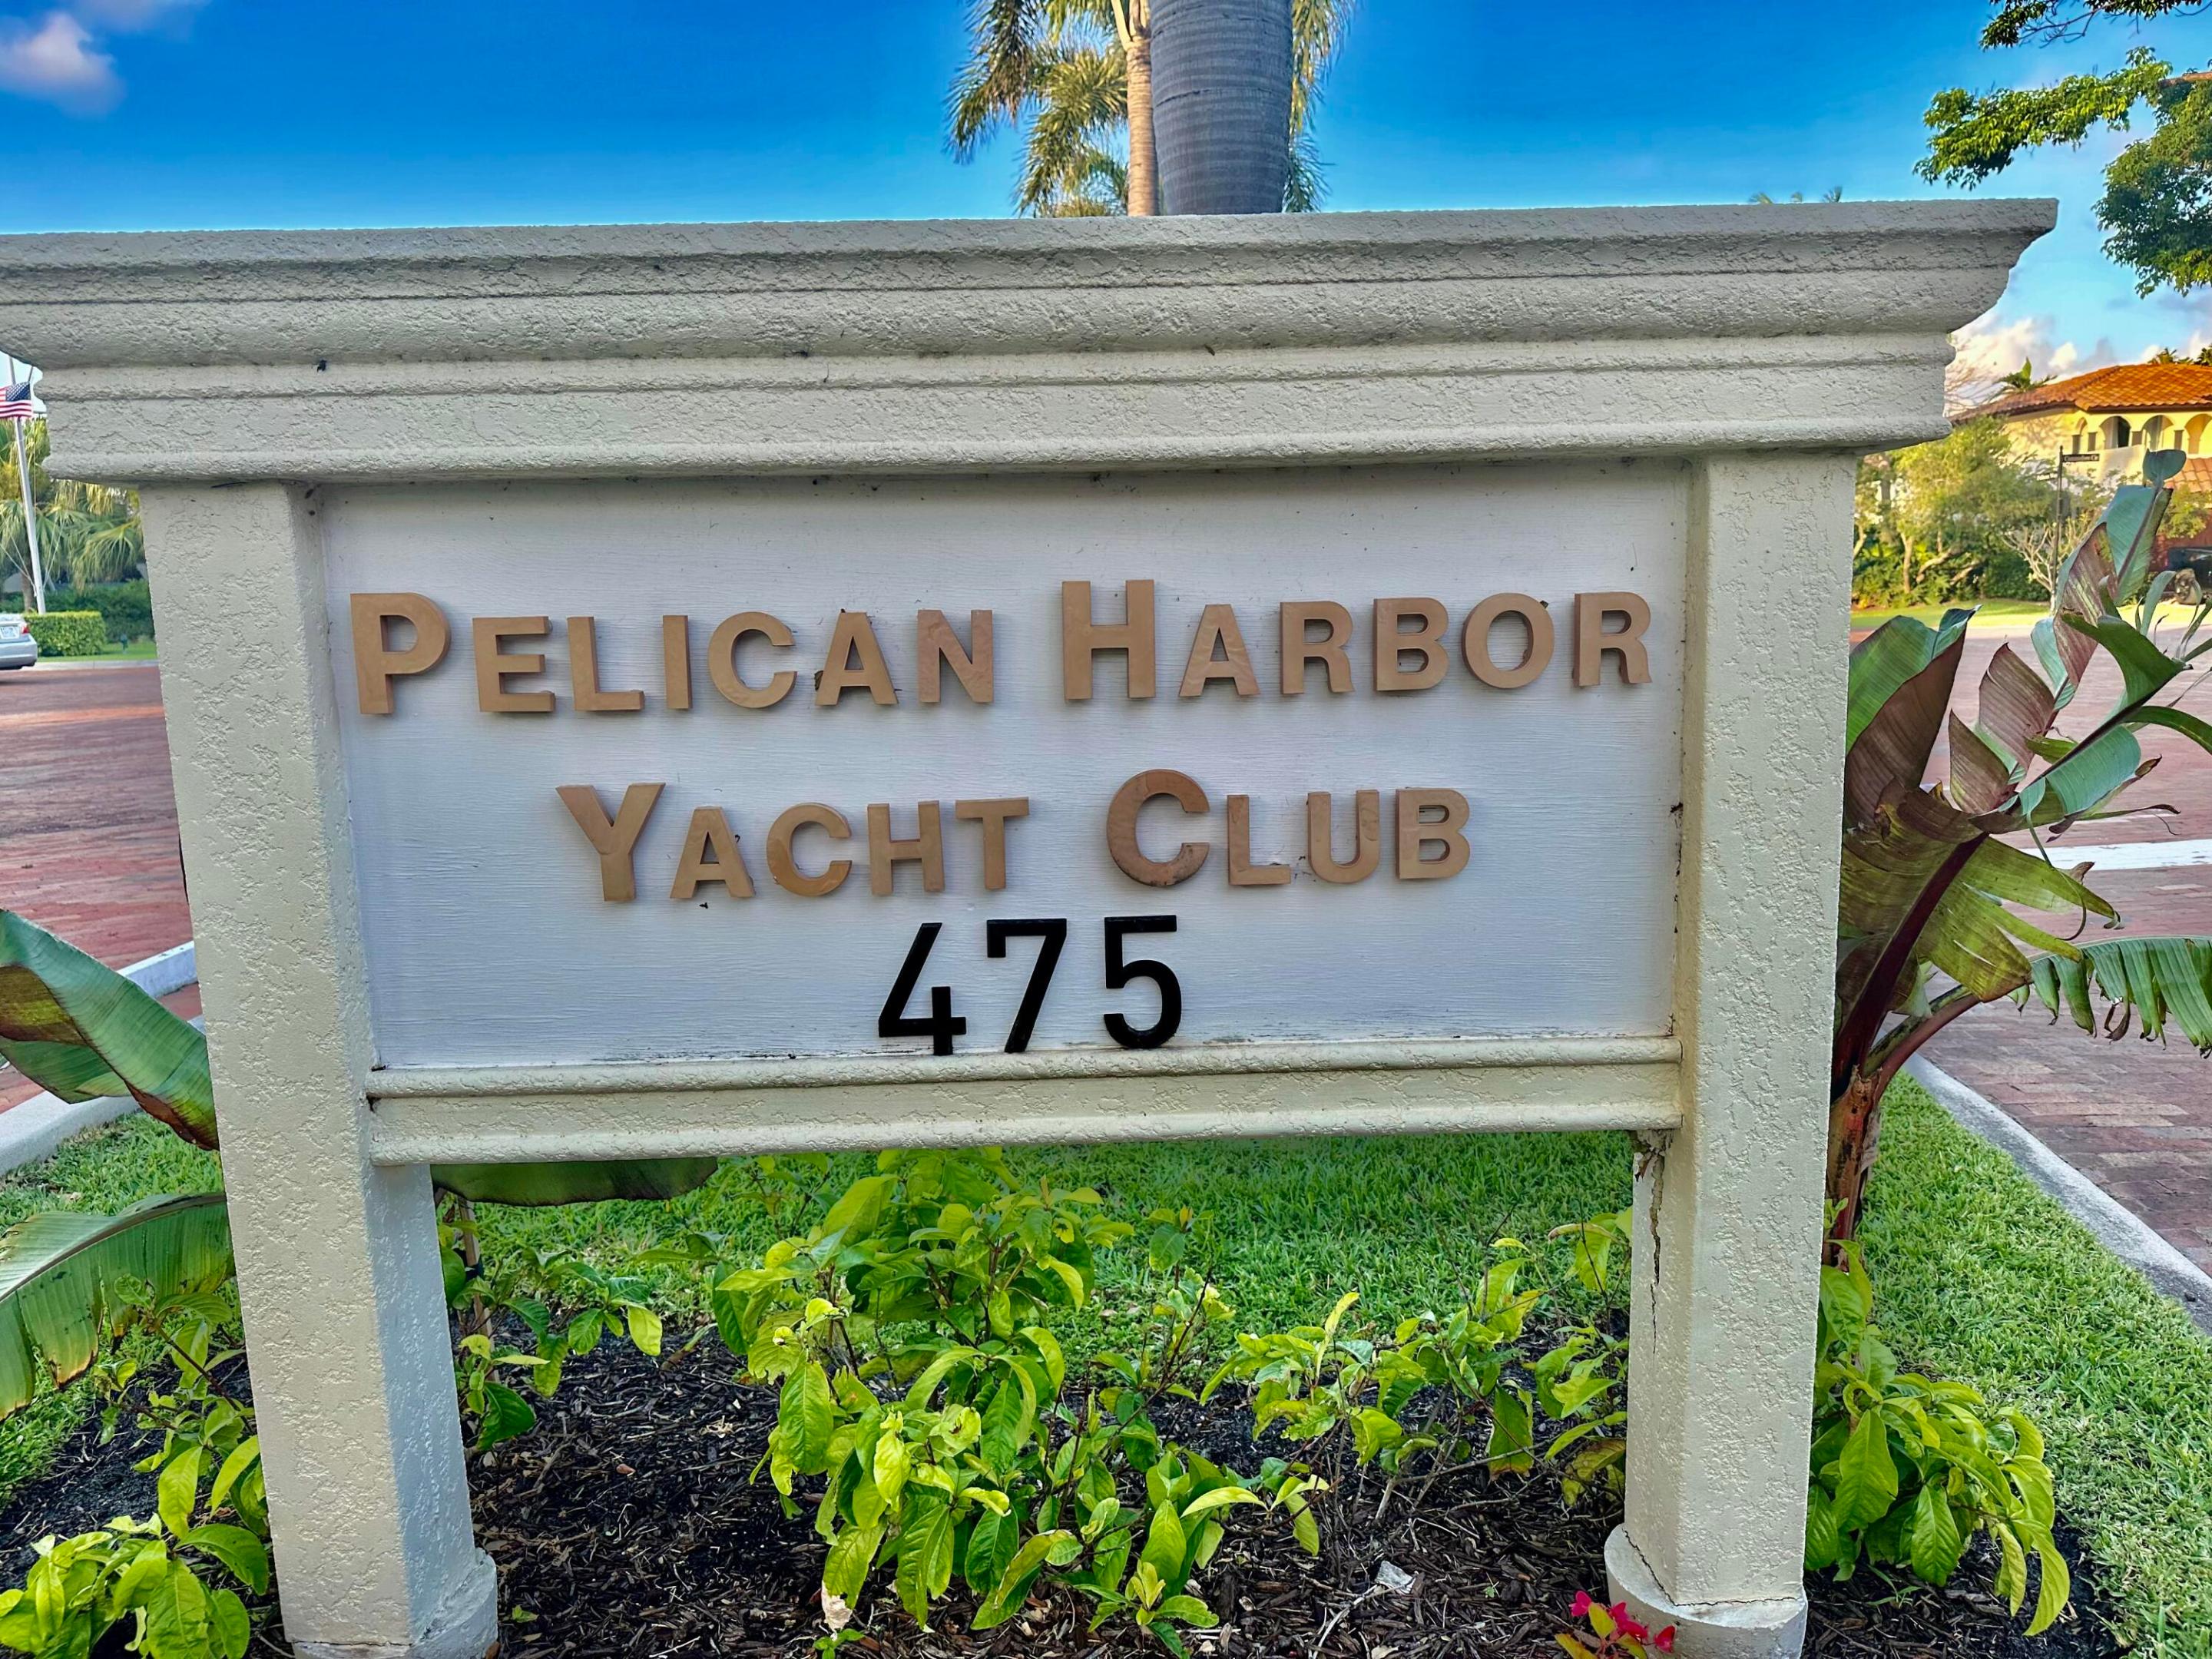 PELICAN HARBOR
YACHT CLUB
475